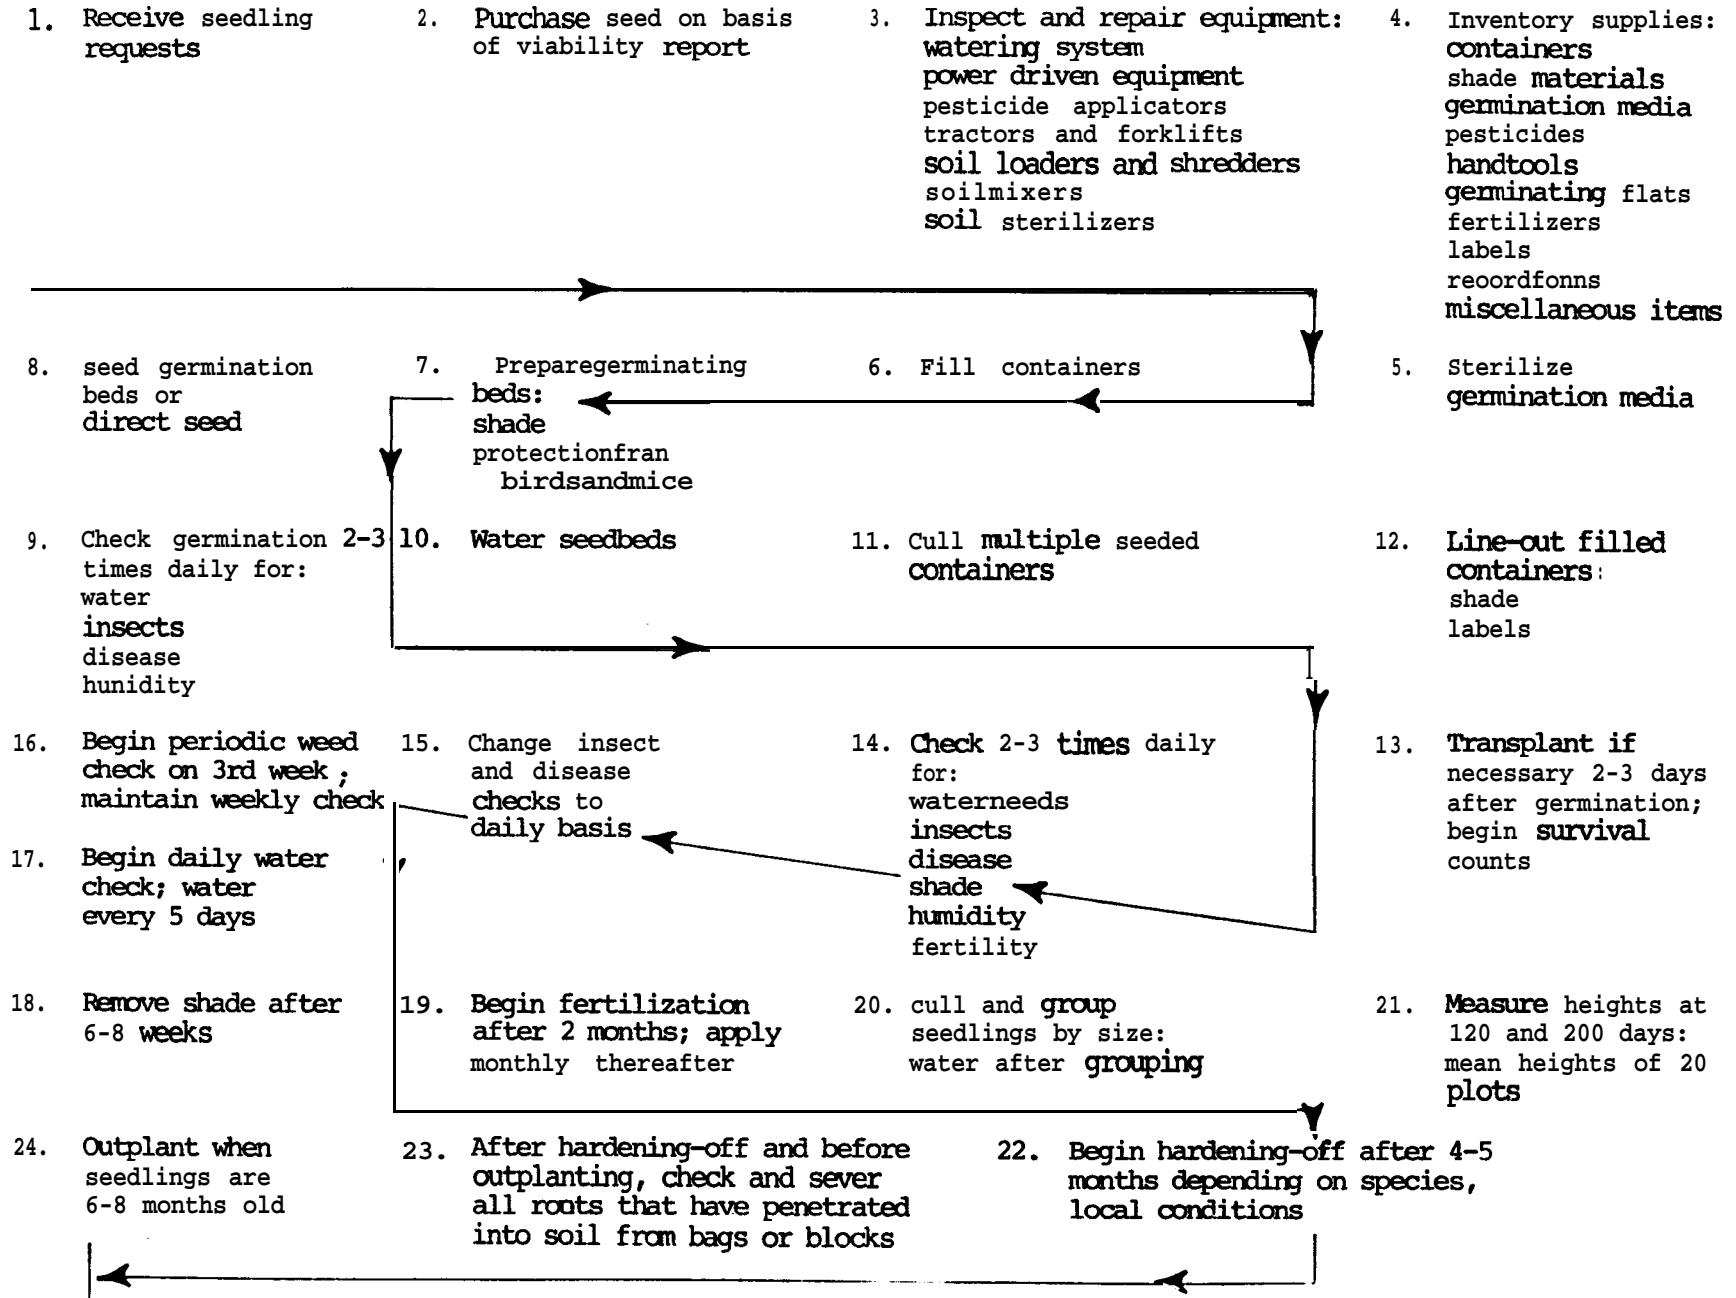 1. Receive seedling
requests
2. Purchase seed on basis
of viability report
3. Inspect and repair equipment:
watering system
power driven equipment
pesticide applicators
tractors and forklifts
soil loaders and shredders
soilmixers
soil sterilizers
4. Inventory supplies:
containers
shade materials
germination media
pesticides
handtools
germinating flats
fertilizers
labels
reoordfonns
miscellaneous items
8. seed germination
beds or
direct seed
7. Preparegerminating
beds:
shade
protectionfran
birdsandmice
6. Fill containers
5. Sterilize
germination media
9. Check germination 2-3
times daily for:
water
insects
disease
hunidity
10. Water seedbeds
11. Cull multiple seeded
containers
12. Line-out filled
containers:
shade
labels
16. Begin periodic weed
check on 3rd week;
maintain weekly check
15. Change insect
and disease
checks to
daily basis
14. Check 2-3 times daily
for:
waterneeds
insects
disease
shade
humidity
fertility
13. Transplant if
necessary 2-3 days
after germination;
begin survival
counts
17. Begin daily water
check; water
every 5 days
18. Remove shade after
6-8 weeks
19. Begin fertilization
after 2 months; apply
monthly thereafter
20. cull and group
seedlings by size:
water after grouping
21. Measure heights at
120 and 200 days:
mean heights of 20
plots
24. Outplant when
seedlings are
6-8 months old
23. After hardening-off and before
outplanting, check and sever
all roots that have penetrated
into soil from bags or blocks
22. Begin hardening-off after 4-5
months depending on species,
local conditions